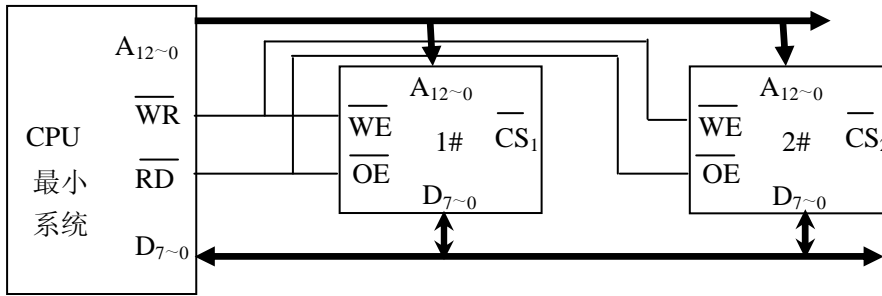 A12~0
WR
CPU
最小
系统
RD
D7~0
A12~0
WE
CS1
1#
OE
D7~0
A12~0
WE
CS2
2#
OE
D7~0